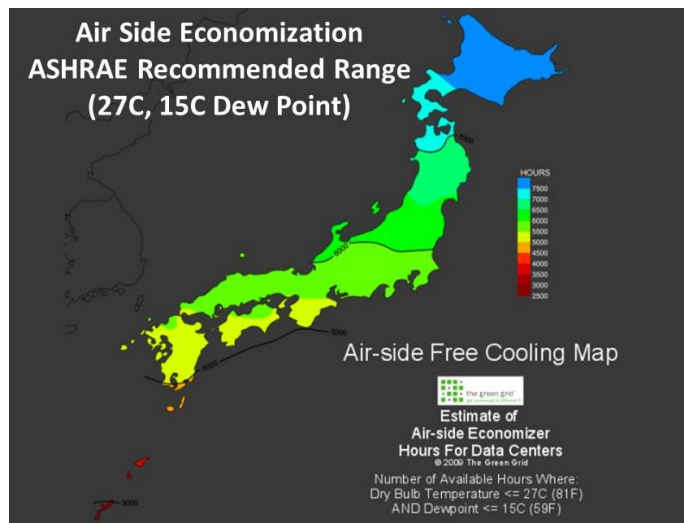 Air Side Economization
ASHRAE Recommended Range
(27C, 15C Dew Point)
7000
HOURS
7500
7000
6500
6000
5500
5000
4500
4000
3500
3000
2500
6000
5000
5000
3000
Air-side Free Cooling Map
the green grid™
Estimate of
Air-side Economizer
Hours For Data Centers
© 2009 The Green Grid
Number of Available Hours Where:
Dry Bulb Temperature <= 27C (81F)
AND Dewpoint <= 15C (59F)